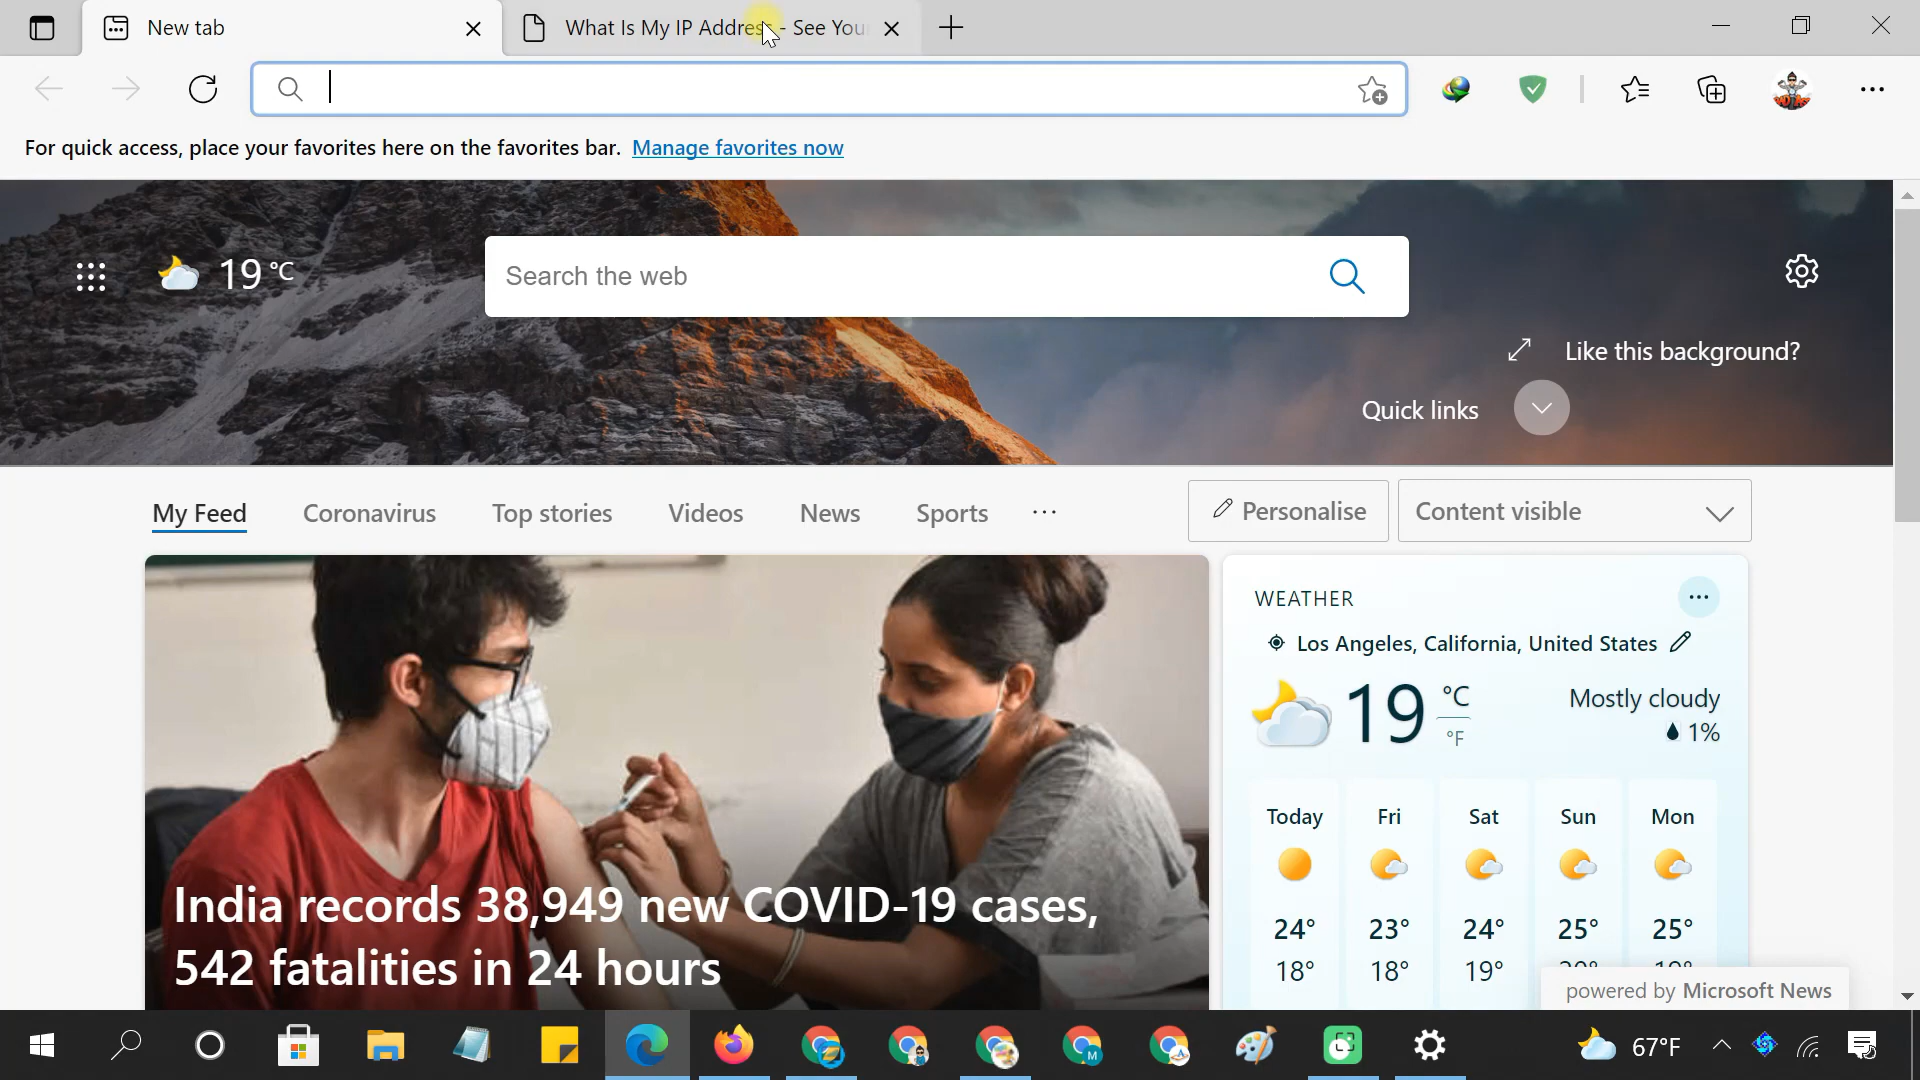 New tab
What Is My IP Address - See You
For quick access, place your favorites here on the favorites bar. Manage favorites now
19 °C
Search the web
Like this background?
Quick links
My Feed Coronavirus Top stories Videos News Sports ...
Personalise
Content visible
India records 38,949 new COVID-19 cases,
542 fatalities in 24 hours
WEATHER
Los Angeles, California, United States
19 °C
°F
Mostly cloudy
1%
Today Fri Sat Sun Mon
24° 23° 24° 25° 25°
18° 18° 19°
powered by Microsoft News
M
67°F